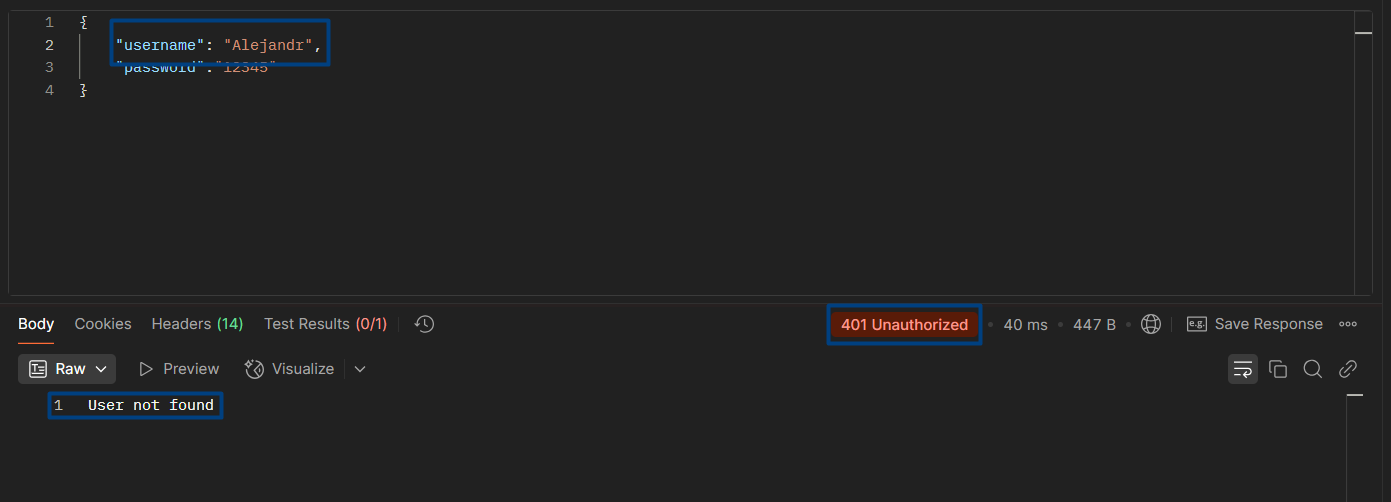 1 {
2 "username": "Alejandr",
3 "password":"12345"
4 }
Body Cookies Headers (14) Test Results (0/1) 401 Unauthorized • 40 ms • 447 B • e.g. Save Response
Raw Preview Visualize
1 User not found